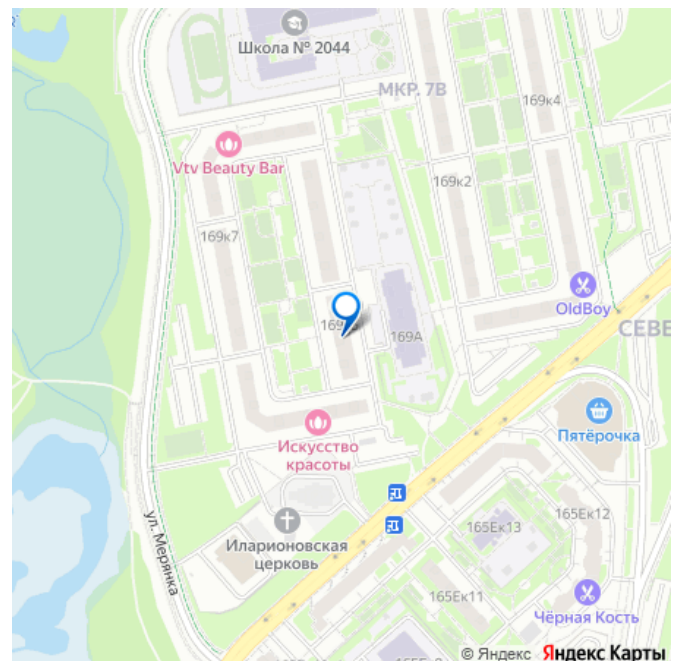 Школа № 2044
МКР. 7В
169к4
Vtv Beauty Bar
169к2
169к7
OldBoy
169А
СЕВЕ
Пятёрочка
Искусство
красоты
165Ек12
165Ек13
Иларионовская
церковь
ул. Мерянка
165Ек11
Чёрная Кость
© Яндекс Яндекс Карты